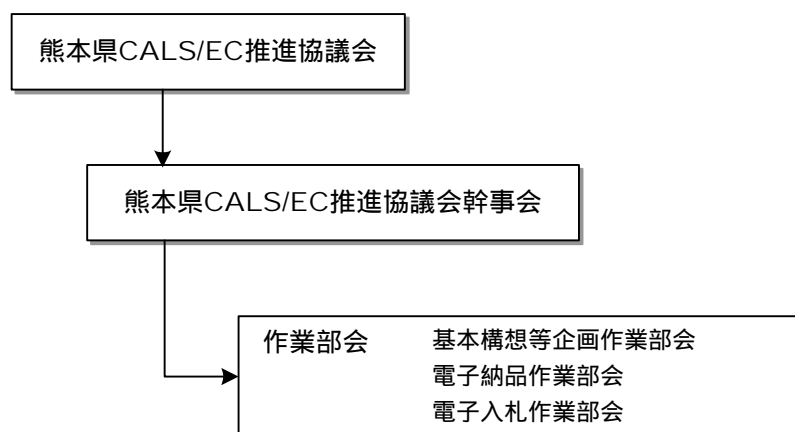 熊本県CALS/EC推進協議会
熊本県CALS/EC推進協議会幹事会
作業部会 基本構想等企画作業部会
電子納品作業部会
電子入札作業部会